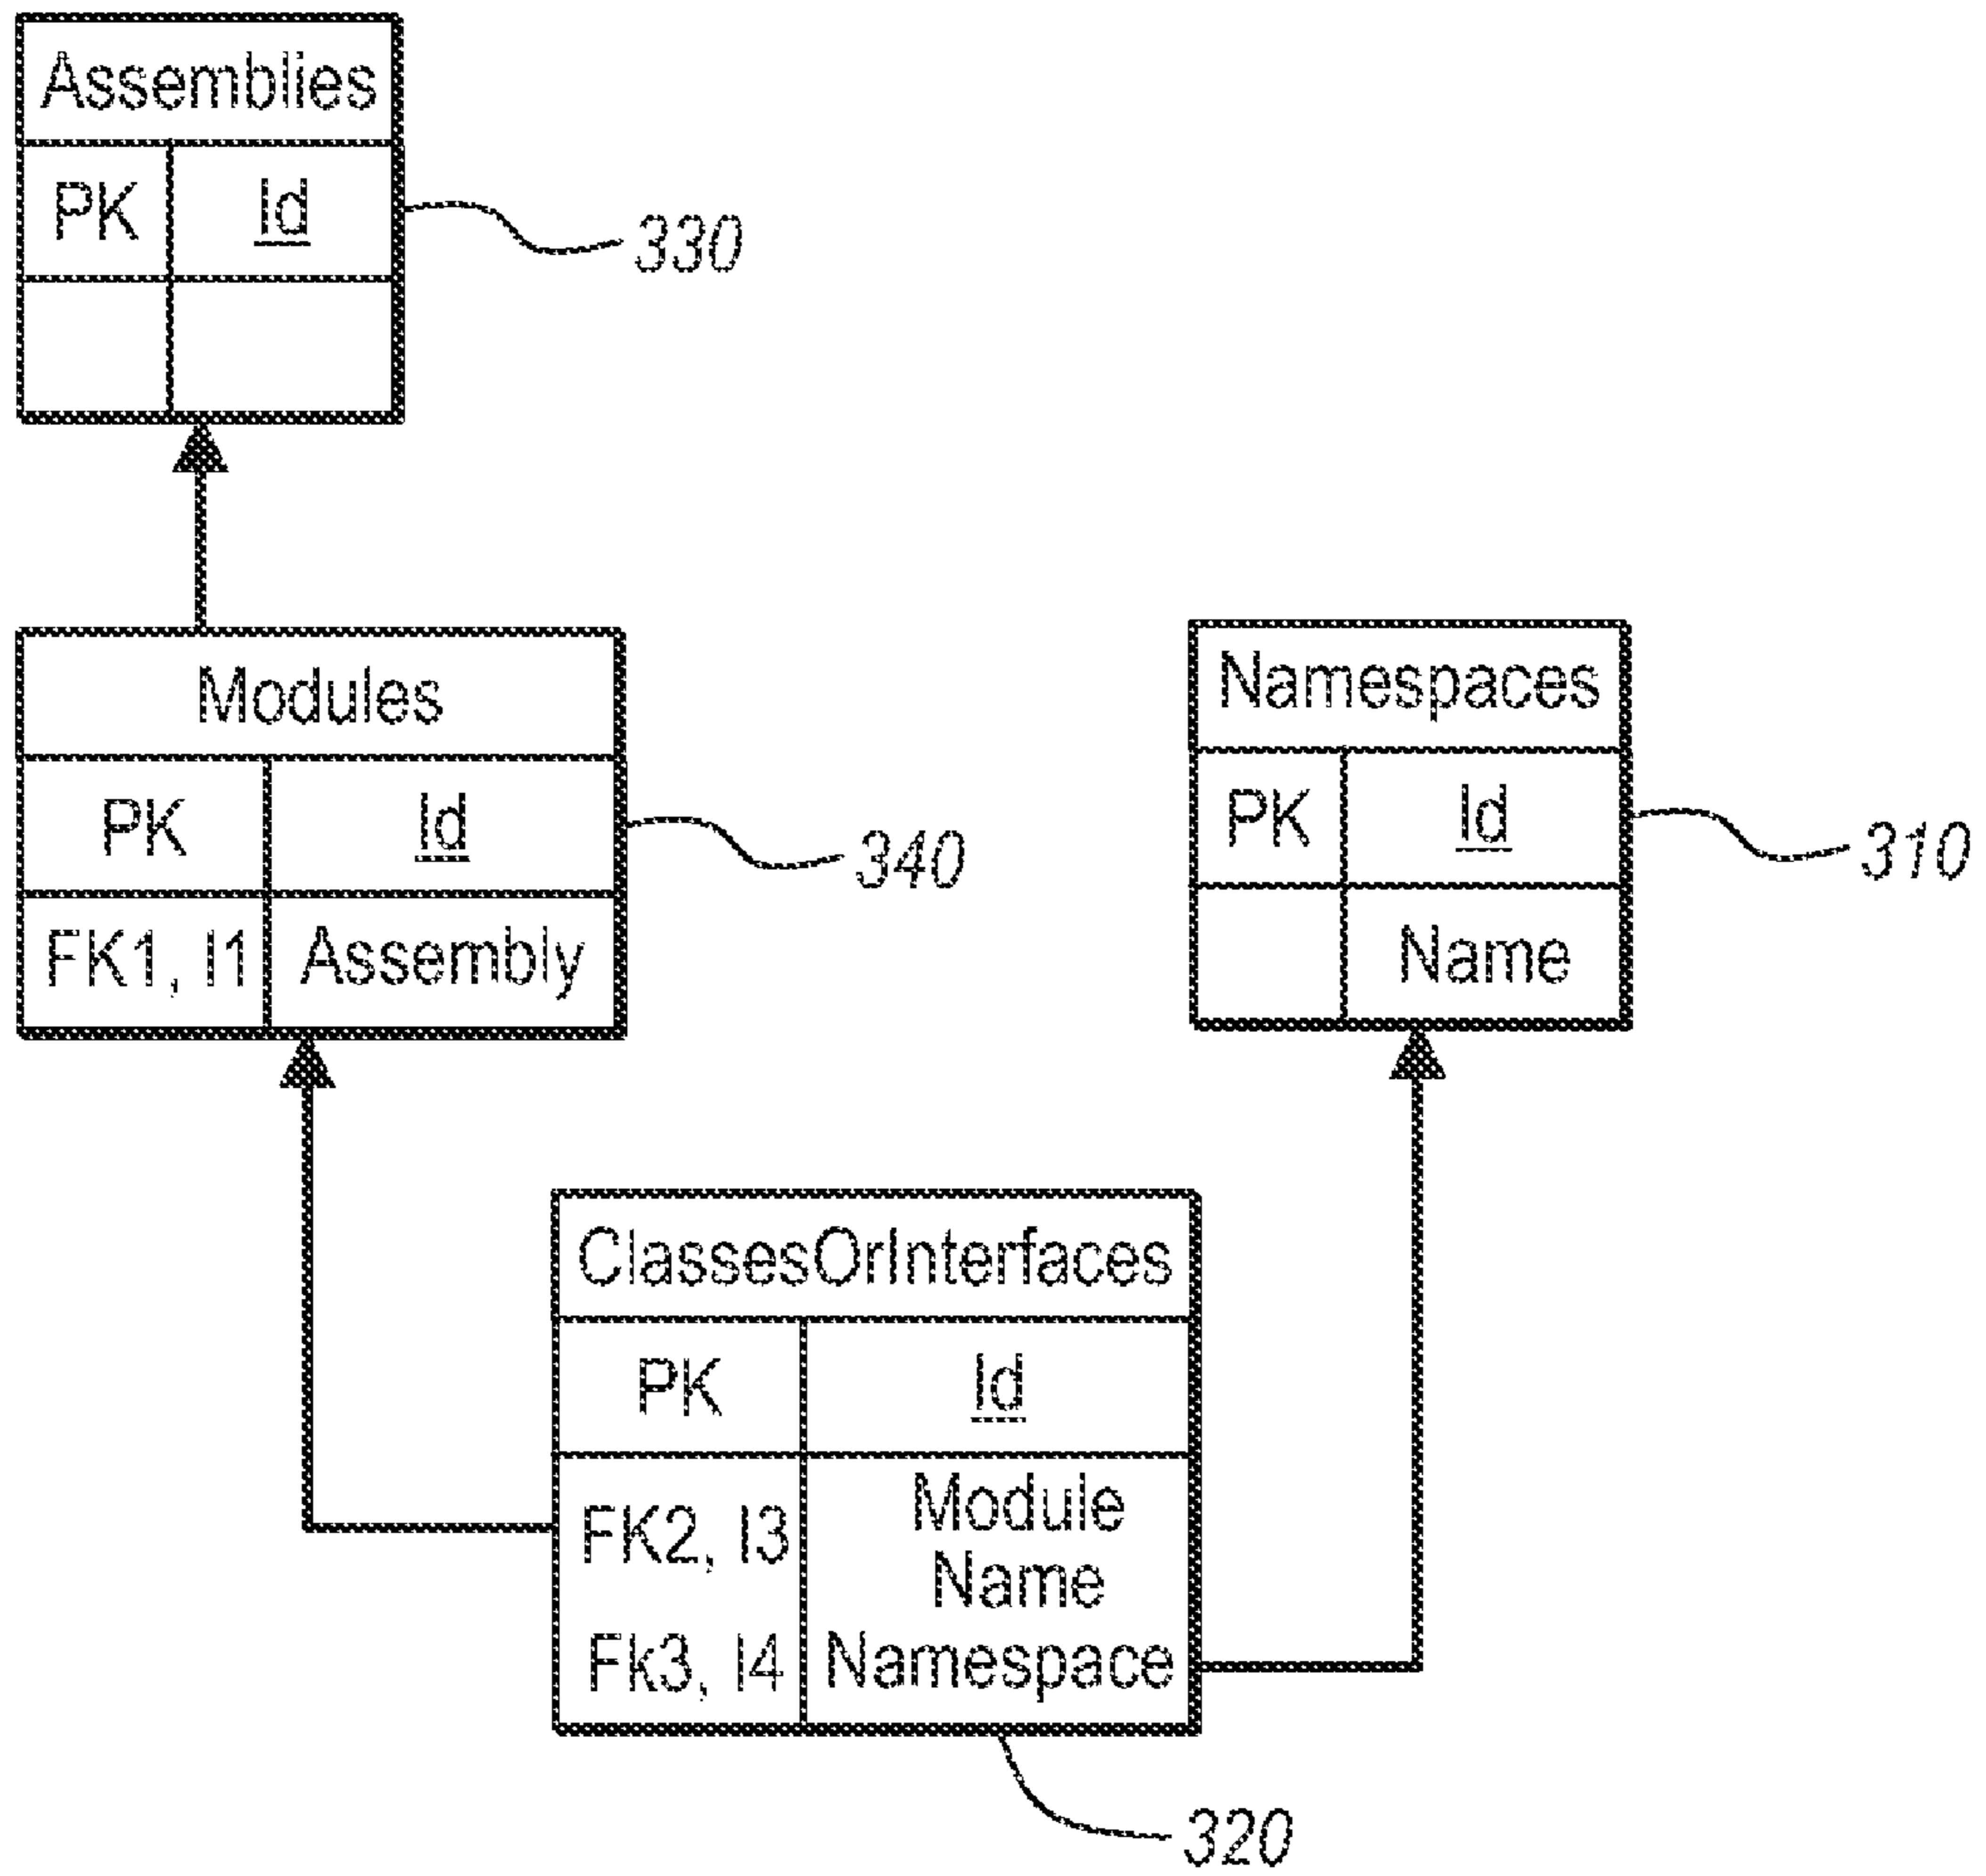 Assemblies
PK Id
330
Modules
PK Id
340
FK1, I1 Assembly
Namespaces
PK Id
310
Name
ClassesOrInterfaces
PK Id
FK2, I3 Module
Name
Fk3, I4 Namespace
320